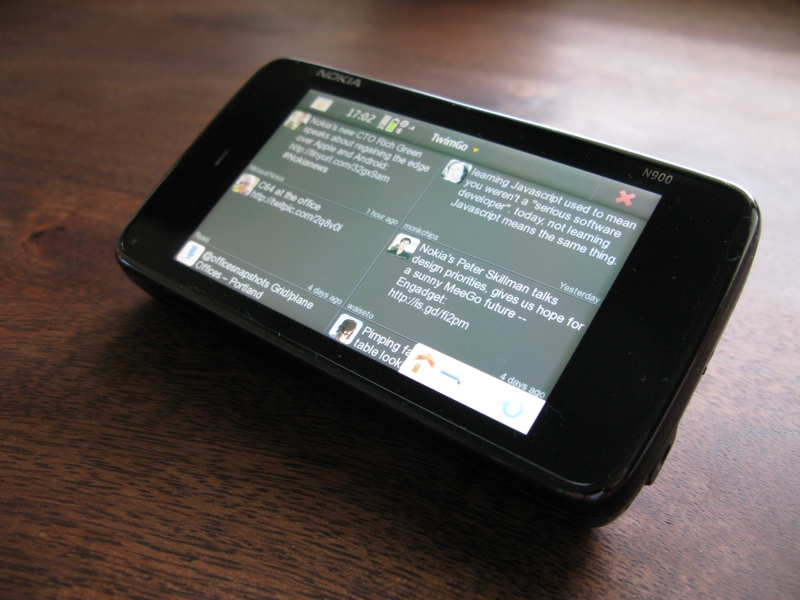 NOKIA
N900
17:02
TwimGo
Nokia's new CTO Rich Green
speaks about regaining the edge
over Apple and Android:
http://tinyurl.com/32gx9am
#Nokianews
1 hour ago
C64 at the office
http://twitpic.com/2q8v0l
4 days ago
@officesnapshots Grid/plane
Offices – Portland
learning Javascript used to mean
you weren't a "serious software
developer". today, not learning
Javascript means the same thing.
Yesterday
monkchips
Nokia's Peter Skillman talks
design priorities, gives us hope for
a sunny MeeGo future --
Engadget:
http://is.gd/fi2pm
4 days ago
waiseto
Pimping
table look